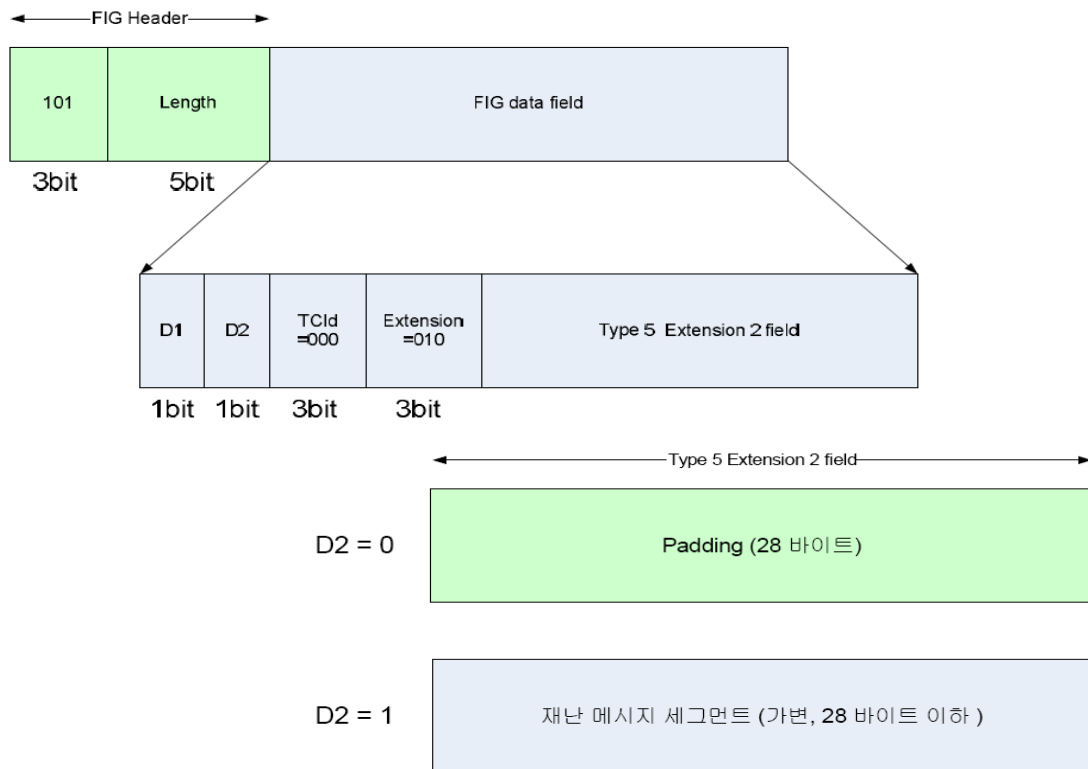 FIG Header
101
Length
FIG data field
3bit
5bit
D1
D2
TCId
=000
Extension
=010
Type 5 Extension 2 field
1bit
1bit
3bit
3bit
Type 5 Extension 2 field
D2 = 0
Padding (28 바이트)
D2 = 1
재난 메시지 세그먼트 (가변, 28 바이트 이하 )